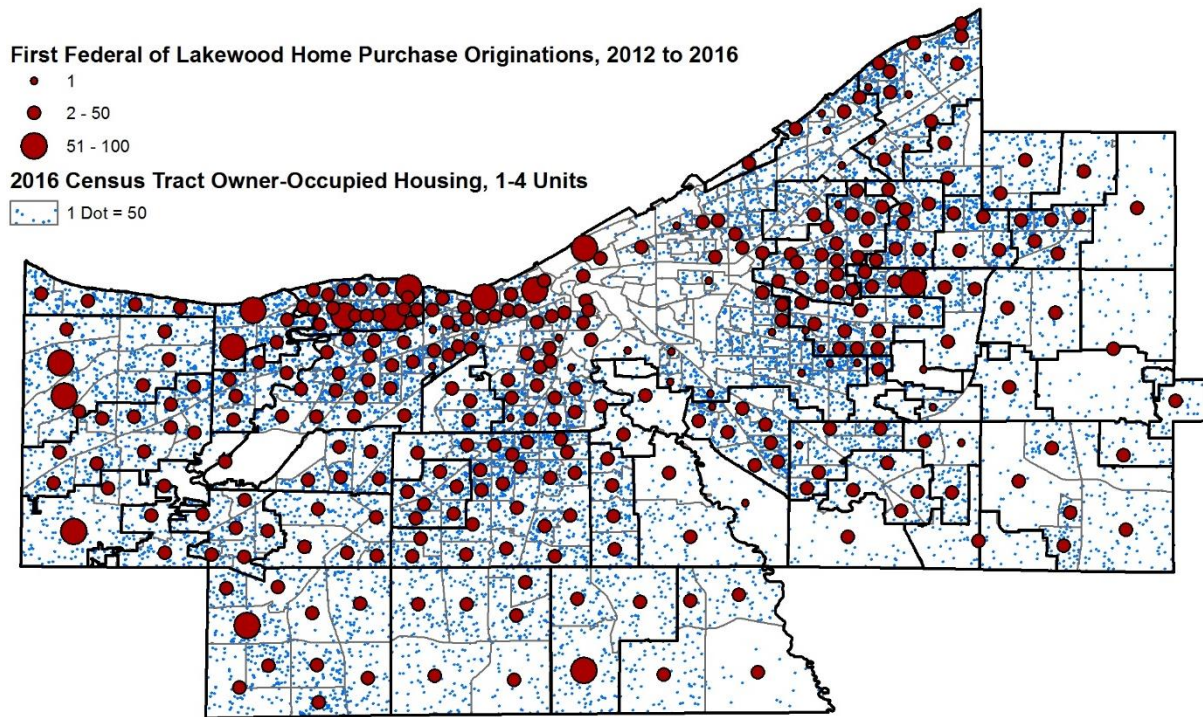 First Federal of Lakewood Home Purchase Originations, 2012 to 2016
1
2 - 50
51 - 100
2016 Census Tract Owner-Occupied Housing, 1-4 Units
1 Dot = 50